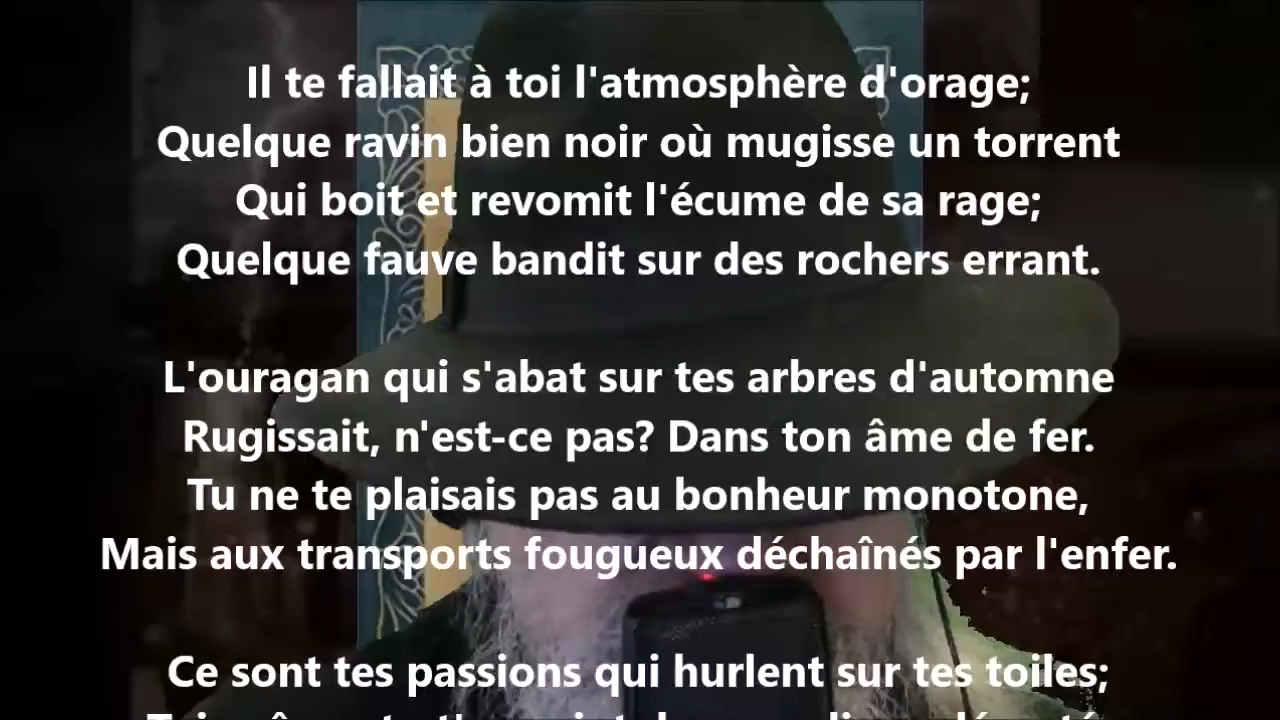 Il te fallait à toi l'atmosphère d'orage;
Quelque ravin bien noir où mugisse un torrent
Qui boit et revomit l'écume de sa rage;
Quelque fauve bandit sur des rochers errant.
L'ouragan qui s'abat sur tes arbres d'automne
Rugissait, n'est-ce pas? Dans ton âme de fer.
Tu ne te plaisais pas au bonheur monotone,
Mais aux transports fougueux déchaînés par l'enfer.
Ce sont tes passions qui hurlent sur tes toiles;